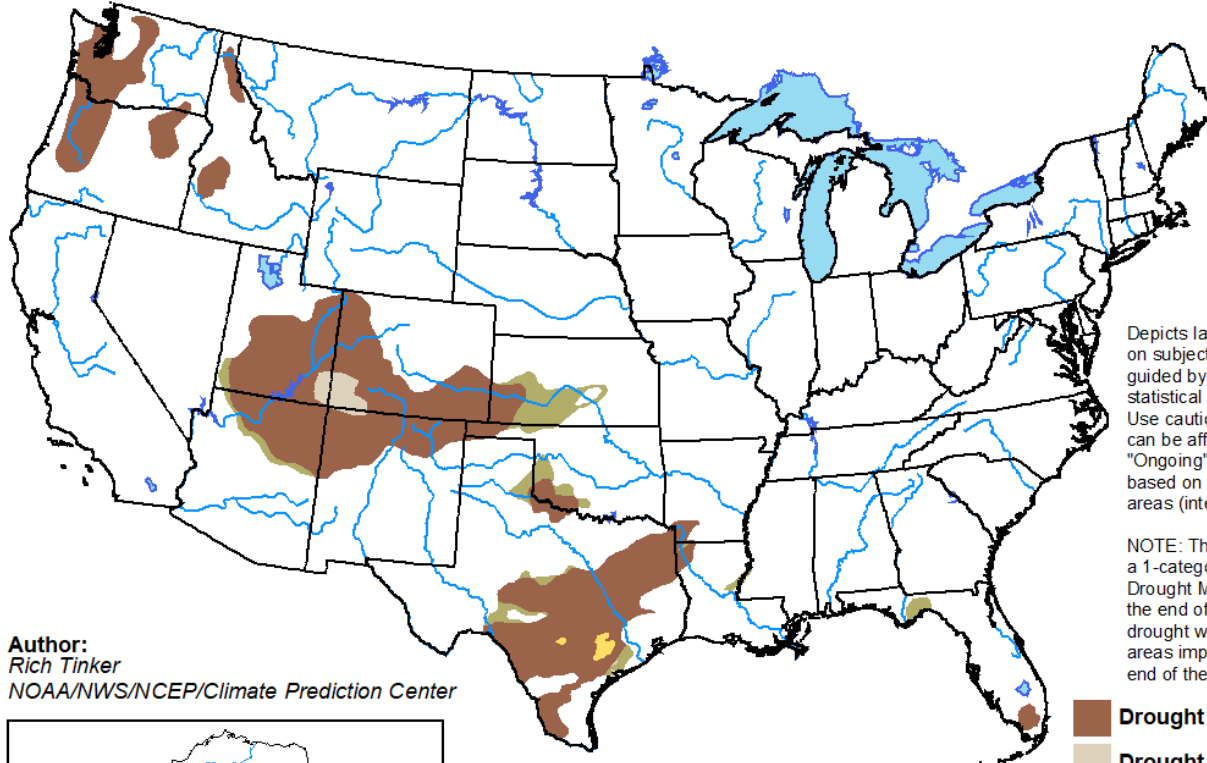 Depicts la
on subject
guided by
statistical
Use cautio
can be affe
"Ongoing"
based on
areas (inte
NOTE: Th
a 1-catego
Drought M
the end of
drought w
areas imp
end of the
Author:
Rich Tinker
NOAA/NWS/NCEP/Climate Prediction Center
Drought
Drought